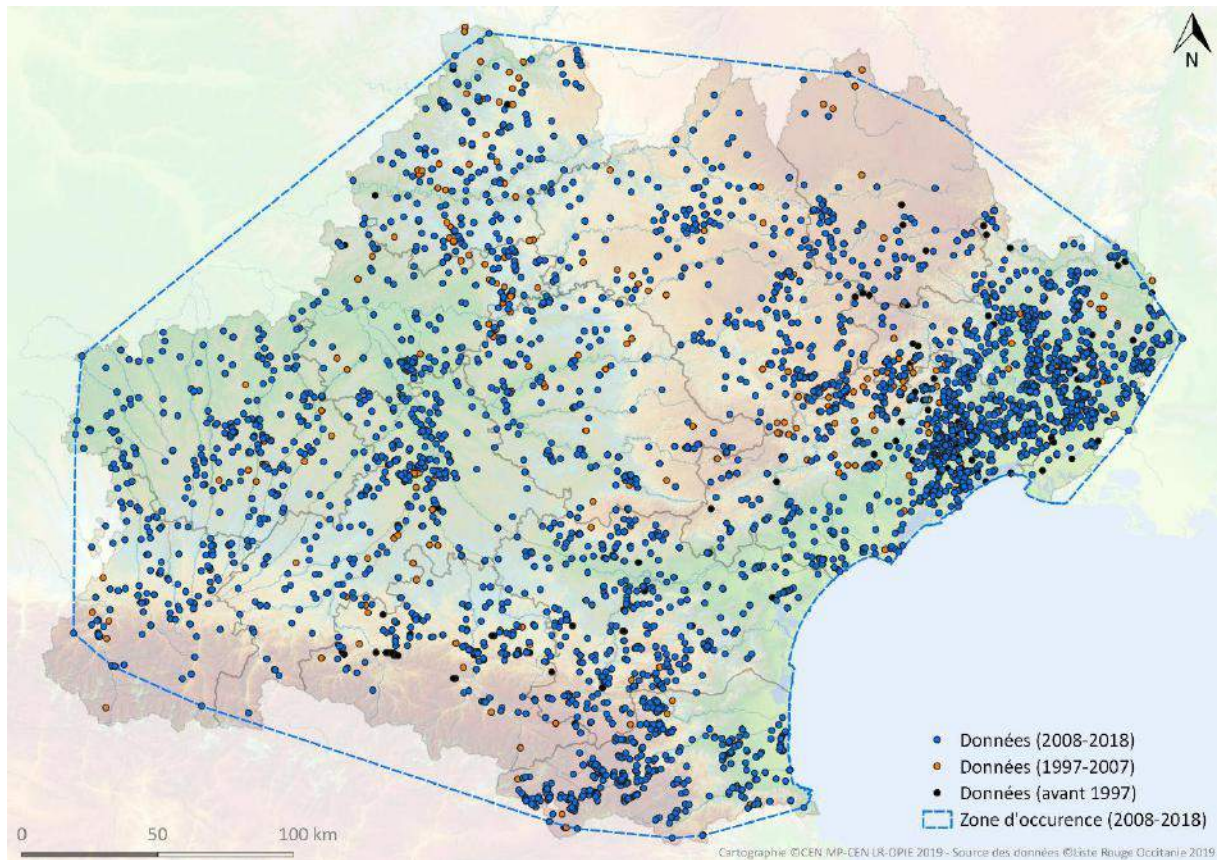 N
Données (2008-2018)
Données (1997-2007)
Données (avant 1997)
Zone d'occurence (2008-2018)
0 50 100 km
Cartographie ©CEN MP-CEN LR-OPIE 2019 - Source des données ©Liste Rouge Occitanie 2019